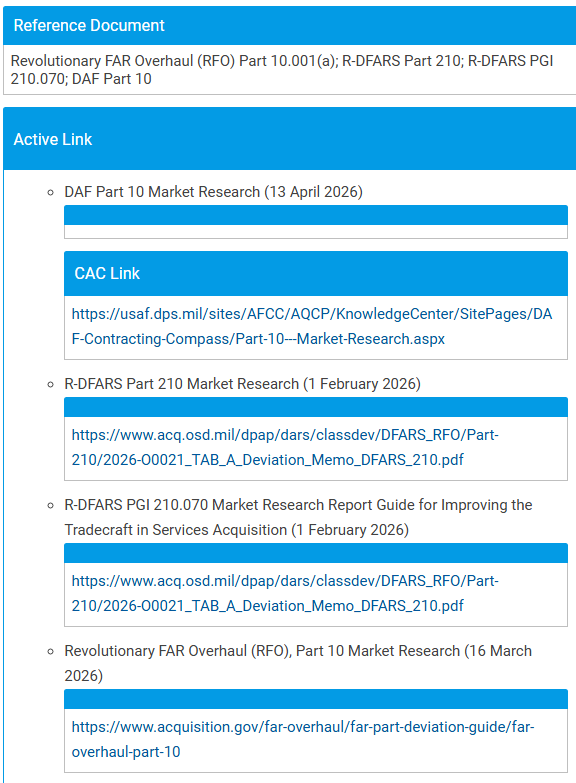 Reference Document
Revolutionary FAR Overhaul (RFO) Part 10.001(a); R-DFARS Part 210; R-DFARS PGI
210.070; DAF Part 10
Active Link
DAF Part 10 Market Research (13 April 2026)
CAC Link
https://usaf.dps.mil/sites/AFCC/AQCP/KnowledgeCenter/SitePages/DA
F-Contracting-Compass/Part-10---Market-Research.aspx
R-DFARS Part 210 Market Research (1 February 2026)
https://www.acq.osd.mil/dpap/dars/classdev/DFARS_RFO/Part-
210/2026-O0021_TAB_A_Deviation_Memo_DFARS_210.pdf
R-DFARS PGI 210.070 Market Research Report Guide for Improving the
Tradecraft in Services Acquisition (1 February 2026)
https://www.acq.osd.mil/dpap/dars/classdev/DFARS_RFO/Part-
210/2026-O0021_TAB_A_Deviation_Memo_DFARS_210.pdf
Revolutionary FAR Overhaul (RFO), Part 10 Market Research (16 March
2026)
https://www.acquisition.gov/far-overhaul/far-part-deviation-guide/far-
overhaul-part-10